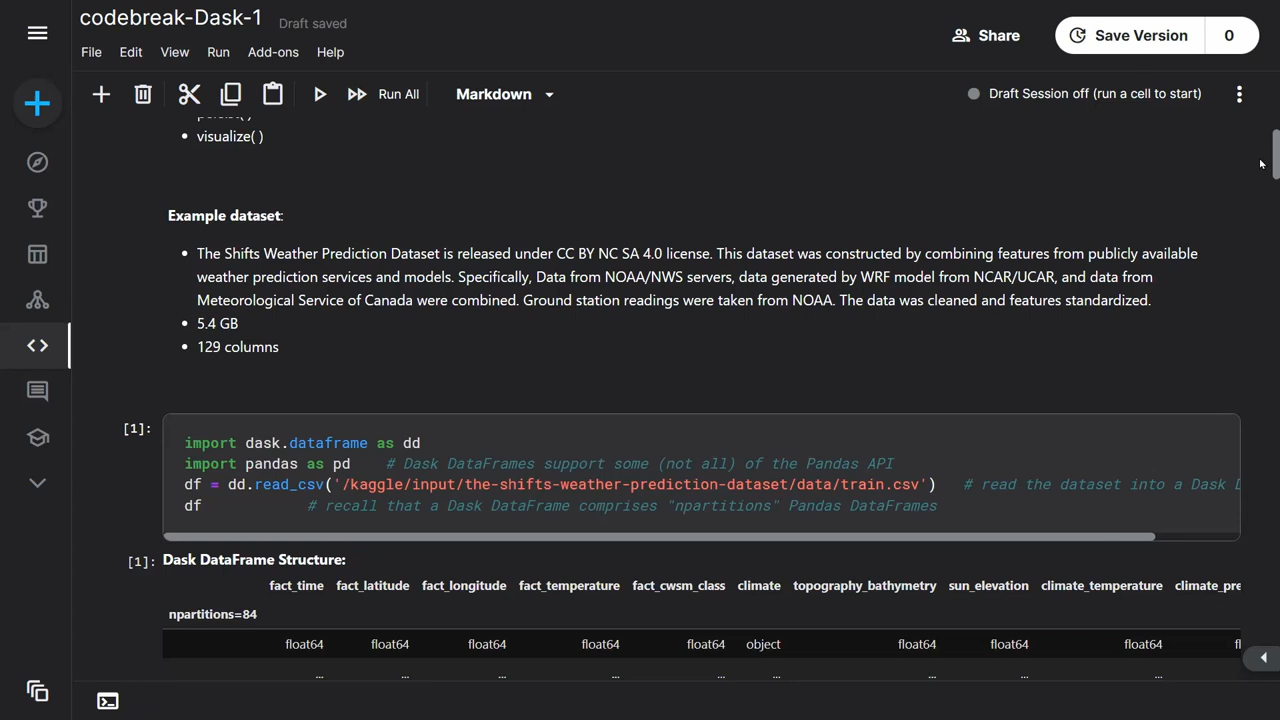 codebreak-Dask-1 Draft saved
File Edit View Run Add-ons Help
Share
Save Version 0
Run All Markdown
Draft Session off (run a cell to start)
visualize( )
Example dataset:
The Shifts Weather Prediction Dataset is released under CC BY NC SA 4.0 license. This dataset was constructed by combining features from publicly available
weather prediction services and models. Specifically, Data from NOAA/NWS servers, data generated by WRF model from NCAR/UCAR, and data from
Meteorological Service of Canada were combined. Ground station readings were taken from NOAA. The data was cleaned and features standardized.
5.4 GB
129 columns
[1]:
import dask.dataframe as dd
import pandas as pd # Dask DataFrames support some (not all) of the Pandas API
df = dd.read_csv('/kaggle/input/the-shifts-weather-prediction-dataset/data/train.csv') # read the dataset into a Dask
df # recall that a Dask DataFrame comprises "npartitions" Pandas DataFrames
[1]: Dask DataFrame Structure:
fact_time fact_latitude fact_longitude fact_temperature fact_cwsm_class climate topography_bathymetry sun_elevation climate_temperature climate_pre
npartitions=84
float64 float64 float64 float64 float64 object float64 float64 float64
... ... ... ... ... ... ... ... ...